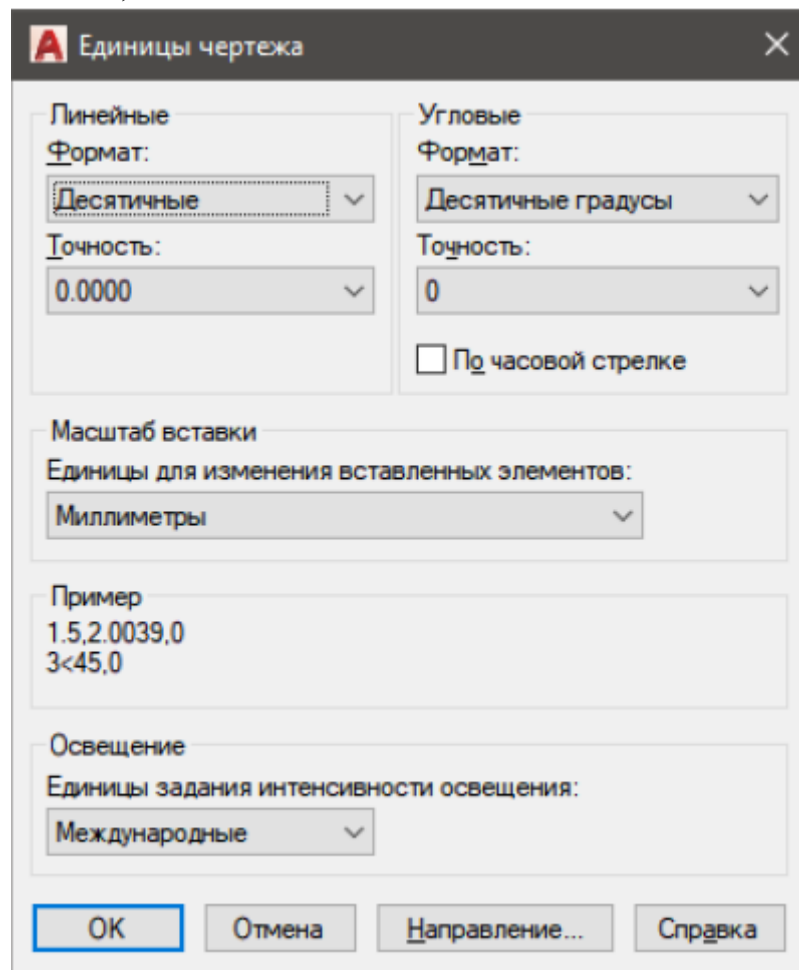 Единицы чертежа
Линейные
Формат:
Десятичные
Точность:
0.0000
Угловые
Формат:
Десятичные градусы
Точность:
0
По часовой стрелке
Масштаб вставки
Единицы для изменения вставленных элементов:
Миллиметры
Пример
1.5,2.0039,0
3<45,0
Освещение
Единицы задания интенсивности освещения:
Международные
OK Отмена Направление... Справка